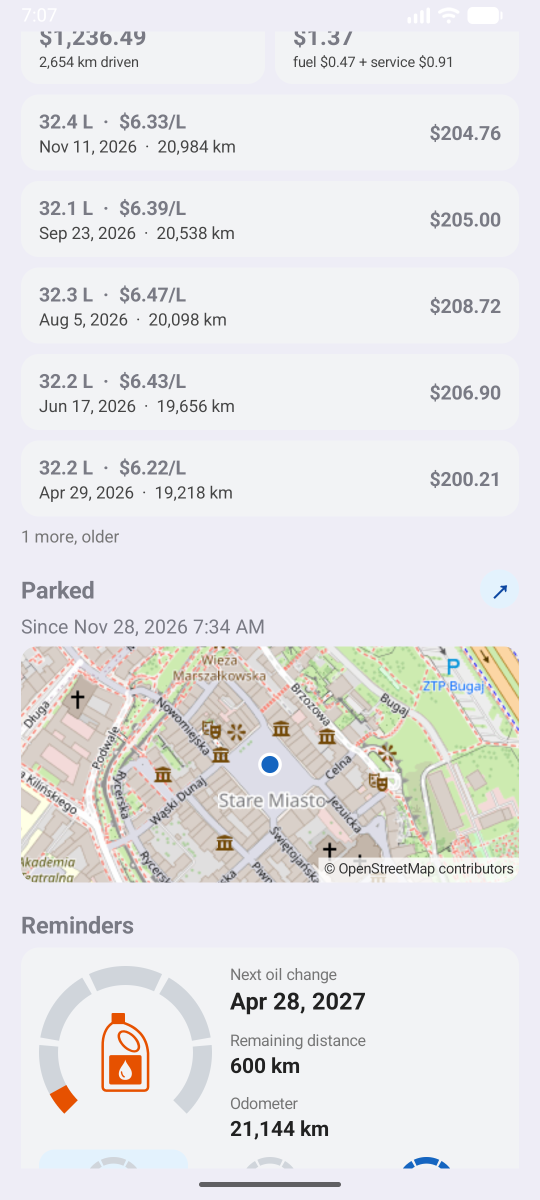 7:07
$1,236.49
$1.37
2,654 km driven
fuel $0.47 + service $0.91
32.4 L · $6.33/L
Nov 11, 2026 · 20,984 km
$204.76
32.1 L · $6.39/L
Sep 23, 2026 · 20,538 km
$205.00
32.3 L · $6.47/L
Aug 5, 2026 · 20,098 km
$208.72
32.2 L · $6.43/L
Jun 17, 2026 · 19,656 km
$206.90
32.2 L · $6.22/L
Apr 29, 2026 · 19,218 km
$200.21
1 more, older
Parked
Since Nov 28, 2026 7:34 AM
Wieża
Marszałkowska
P
ZTP Bugaj
Długa
Nowomiejska
Brzozowa
Bugaj
Podwale
Rycerska
Celna
a Kilińskiego
Wąski Dunaj
Stare Miasto
Jezuicka
Świętojańska
Akademia
eatralna
Rycer
Piwn
© OpenStreetMap contributors
Reminders
Next oil change
Apr 28, 2027
Remaining distance
600 km
Odometer
21,144 km